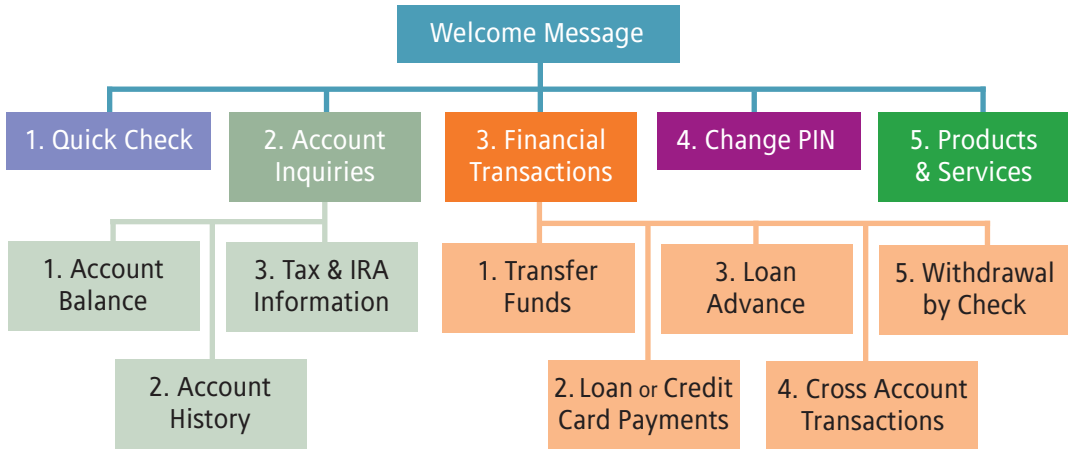 Welcome Message
1. Quick Check
2. Account
Inquiries
3. Financial
Transactions
4. Change PIN
5. Products
& Services
1. Account
Balance
2. Account
History
3. Tax & IRA
Information
1. Transfer
Funds
2. Loan or Credit
Card Payments
3. Loan
Advance
4. Cross Account
Transactions
5. Withdrawal
by Check